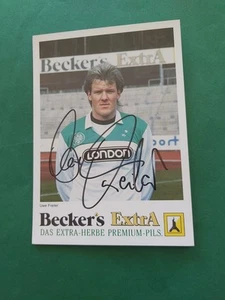 Becker's ExtrA
LONDON
Becker's ExtrA
DAS EXTRA-HERBE PREMIUM-PILS.